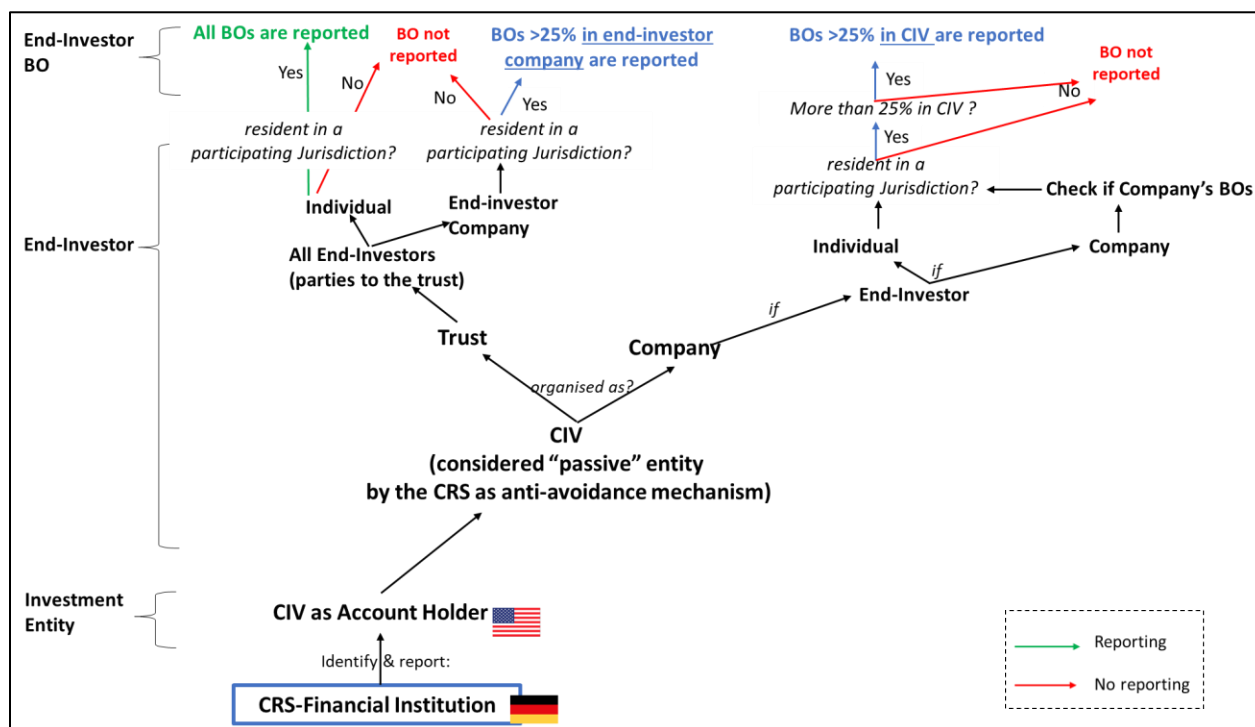 End-Investor
BO
All BOs are reported
BO not
reported
BOs >25% in end-investor
company are reported
BOs >25% in CIV are reported
BO not
reported
Yes
No
No
Yes
Yes
No
More than 25% in CIV ?
Yes
resident in a
participating Jurisdiction?
resident in a
participating Jurisdiction?
resident in a
participating Jurisdiction?
Check if Company's BOs
End-Investor
Individual
End-investor
Company
Individual
Company
All End-Investors
(parties to the trust)
if
End-Investor
Trust
Company
if
organised as?
CIV
(considered “passive” entity
by the CRS as anti-avoidance mechanism)
Investment
Entity
CIV as Account Holder
Identify & report:
CRS-Financial Institution
Reporting
No reporting